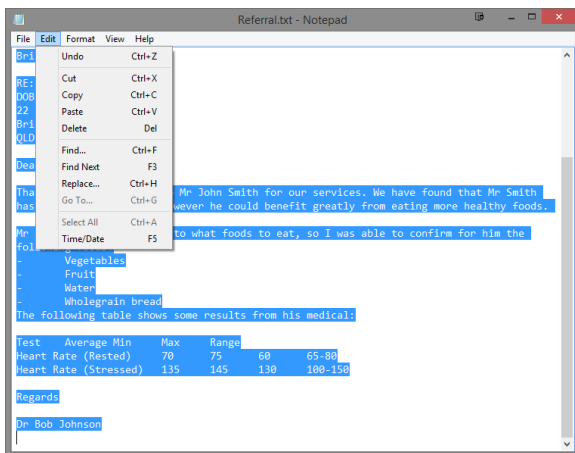 Referral.txt - Notepad
File Edit Format View Help
Undo Ctrl+Z
Cut Ctrl+X
Copy Ctrl+C
Paste Ctrl+V
Delete Del
Find... Ctrl+F
Find Next F3
Replace... Ctrl+H
Go To... Ctrl+G
Select All Ctrl+A
Time/Date F5
Bri
RE:
DOB
22
Bri
QLD
Dea
Tha Mr John Smith for our services. We have found that Mr Smith
has he could benefit greatly from eating more healthy foods.
Mr to what foods to eat, so I was able to confirm for him the
fol
- Vegetables
- Fruit
- Water
- Wholegrain bread
The following table shows some results from his medical:
Test Average Min Max Range
Heart Rate (Rested) 70 75 60 65-80
Heart Rate (Stressed) 135 145 130 100-150
Regards
Dr Bob Johnson